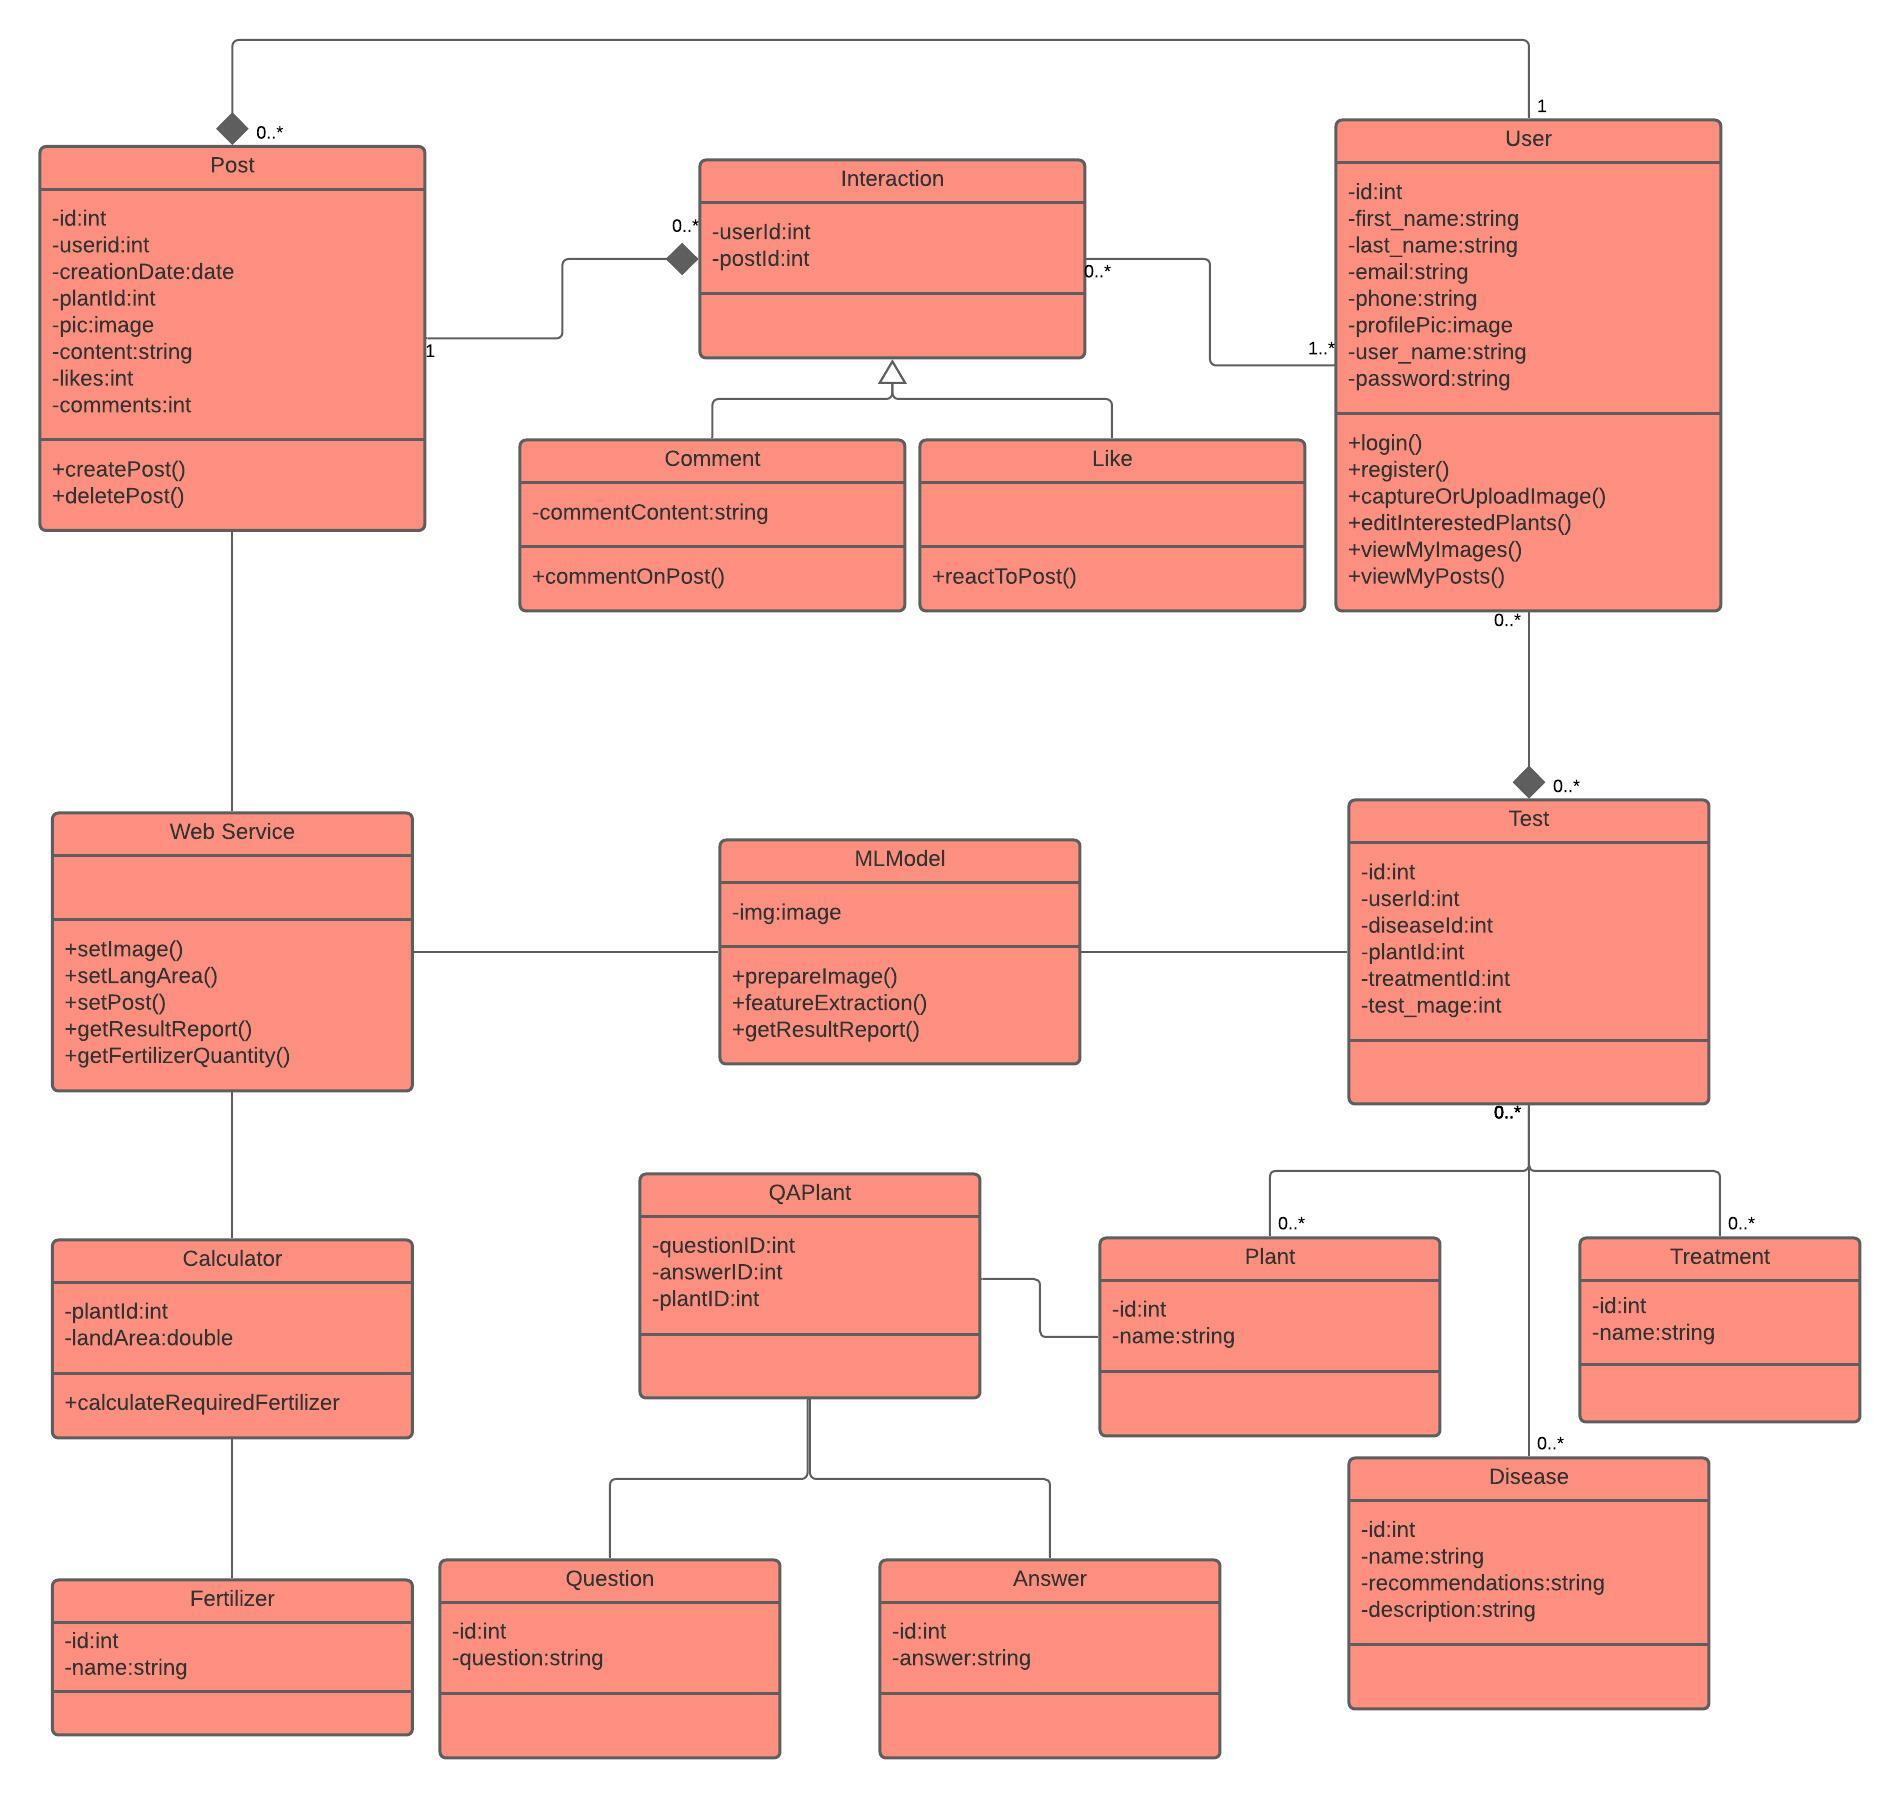 1
0..*
User
Post
-id:int
-first_name:string
-last_name:string
-email:string
-phone:string
-profilePic:image
-user_name:string
-password:string
+login()
+register()
+captureOrUploadImage()
+editInterestedPlants()
+viewMyImages()
+viewMyPosts()
-id:int
-userid:int
-creationDate:date
-plantId:int
-pic:image
-content:string
-likes:int
-comments:int
+createPost()
+deletePost()
1
0..*
Interaction
-userId:int
-postId:int
0..*
1..*
Comment
-commentContent:string
+commentOnPost()
Like
+reactToPost()
0..*
0..*
Web Service
+setImage()
+setLangArea()
+setPost()
+getResultReport()
+getFertilizerQuantity()
MLModel
-img:image
+prepareImage()
+featureExtraction()
+getResultReport()
Test
-id:int
-userId:int
-diseaseId:int
-plantId:int
-treatmentId:int
-test_mage:int
0..*
Calculator
-plantId:int
-landArea:double
+calculateRequiredFertilizer
QAPlant
-questionID:int
-answerID:int
-plantID:int
0..*
Plant
-id:int
-name:string
0..*
Treatment
-id:int
-name:string
0..*
Disease
-id:int
-name:string
-recommendations:string
-description:string
Fertilizer
-id:int
-name:string
Question
-id:int
-question:string
Answer
-id:int
-answer:string